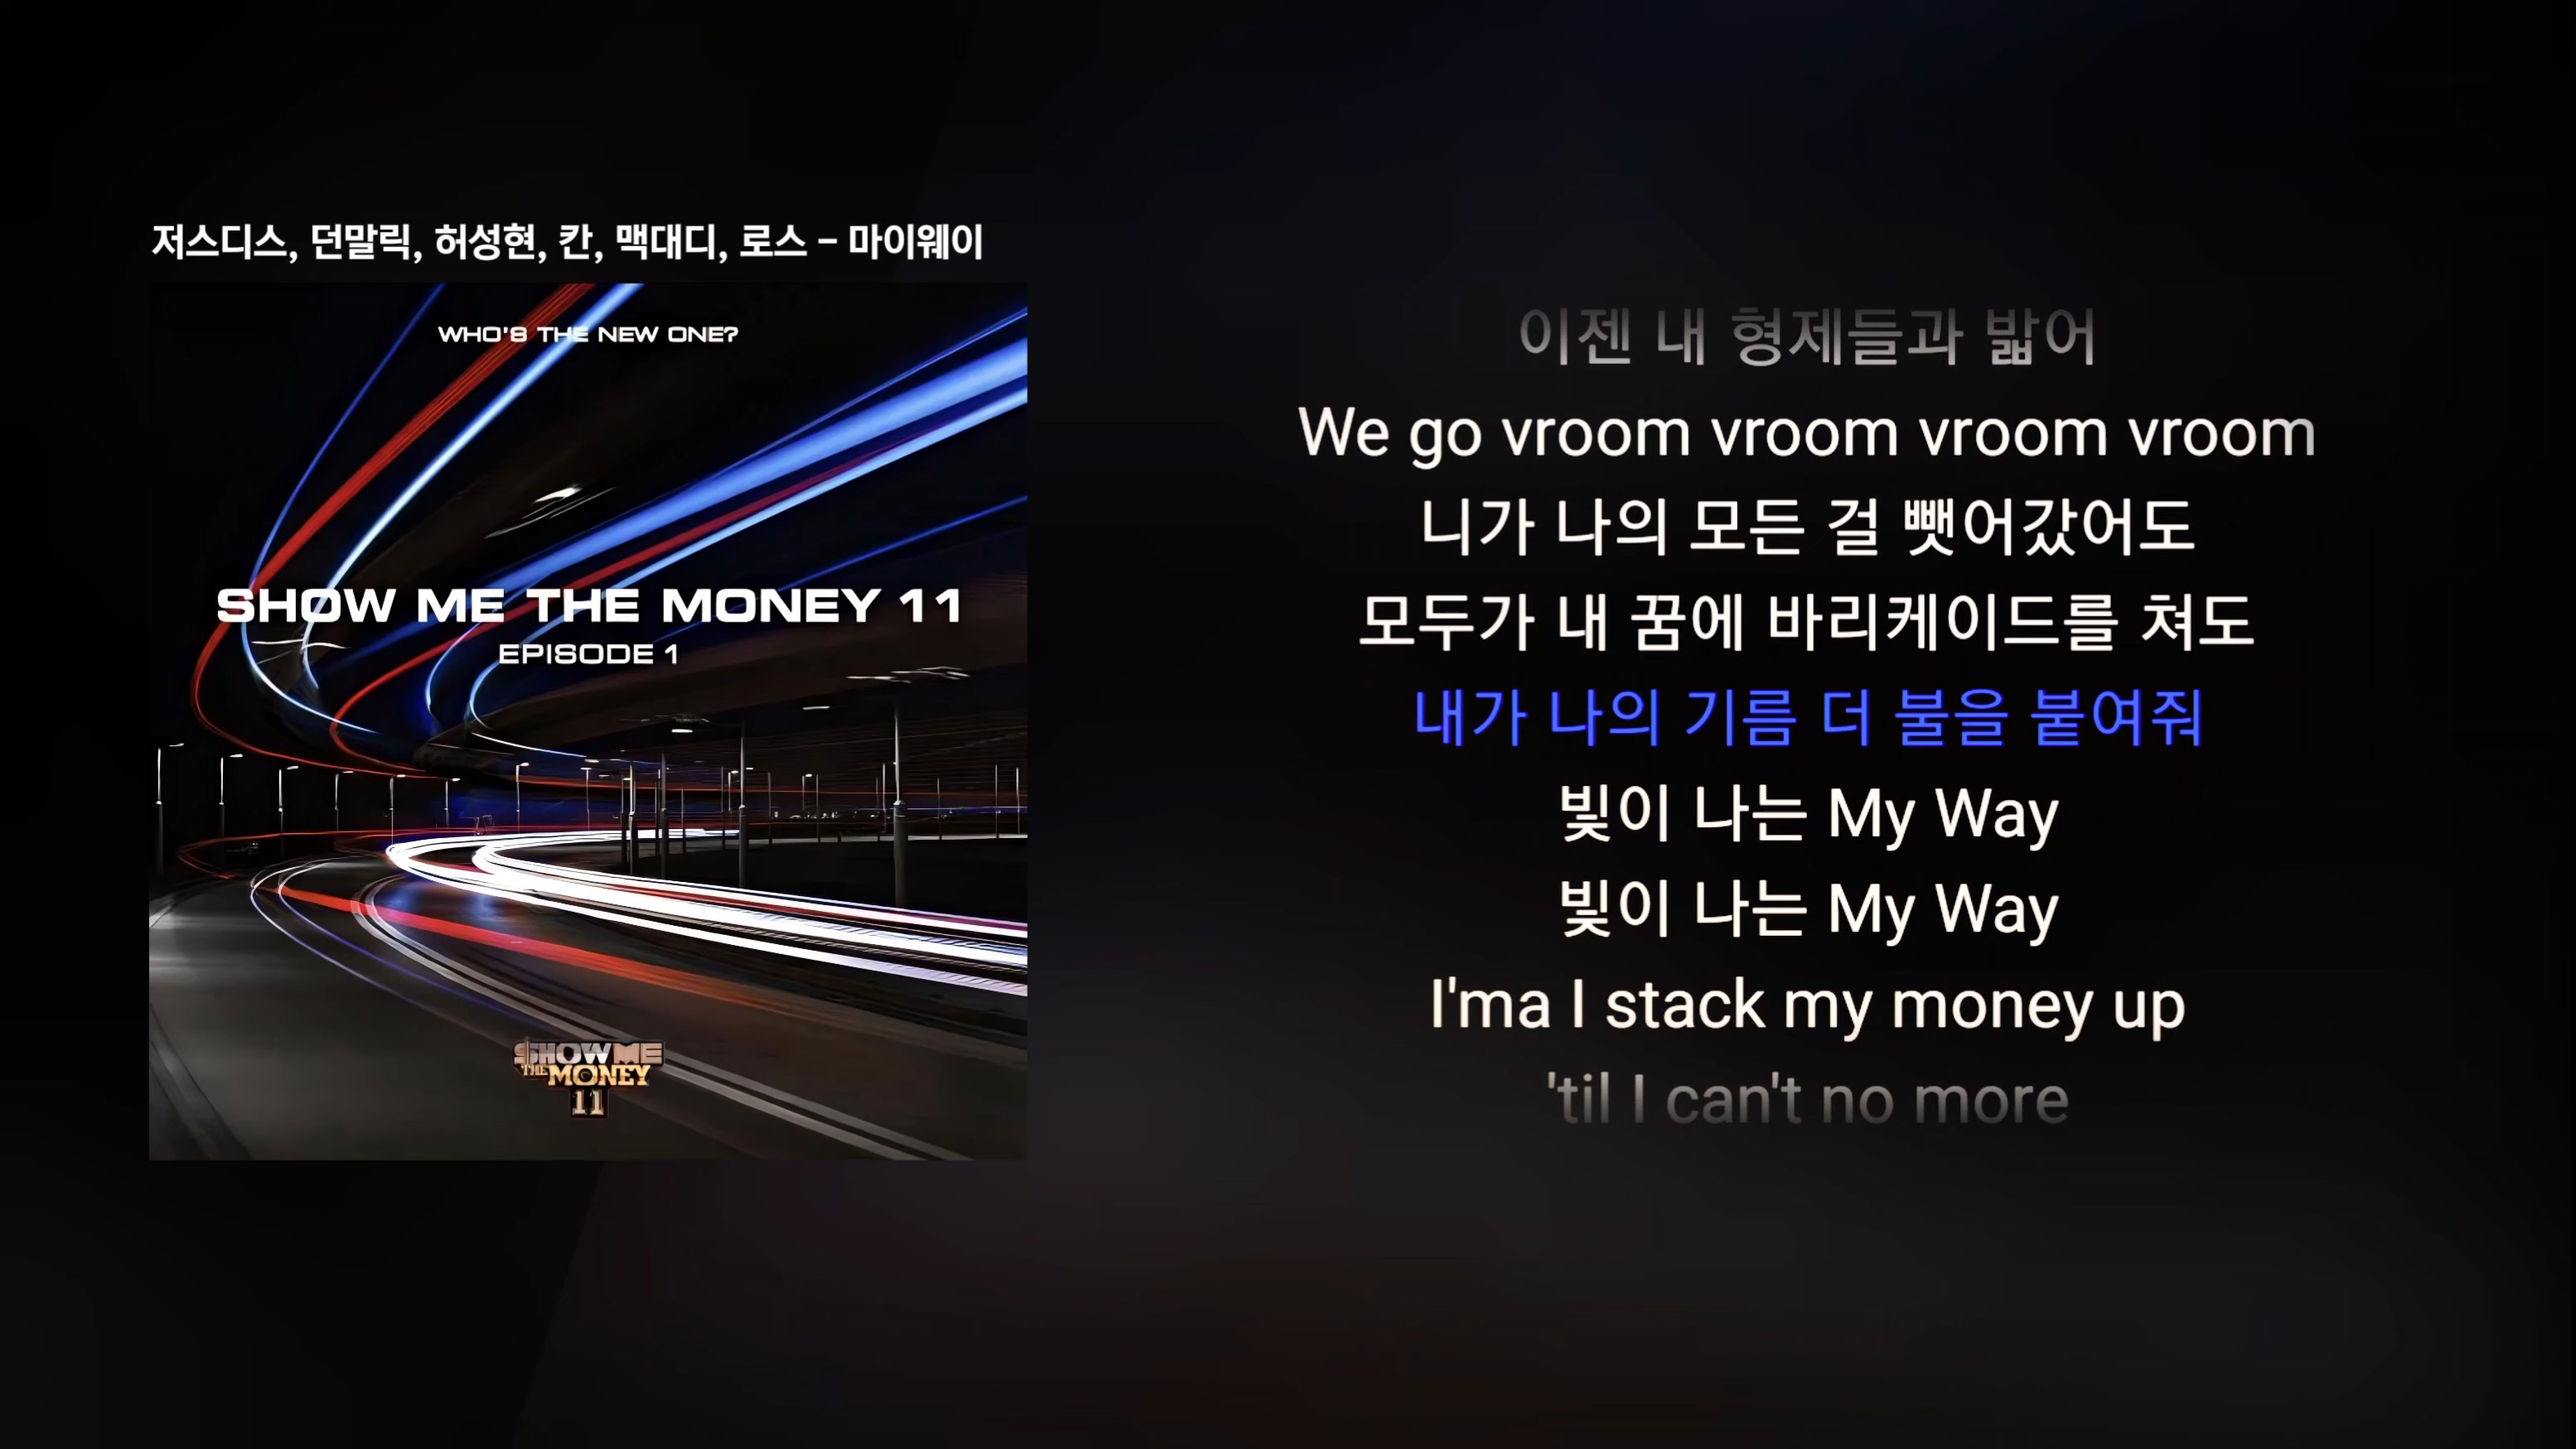 저스디스, 던말릭, 허성현, 칸, 맥대디, 로스 – 마이웨이
WHO'S THE NEW ONE?
SHOW ME THE MONEY 11
EPISODE 1
SHOW ME
THE MONEY
11
이젠 내 형제들과 밟어
We go vroom vroom vroom vroom
니가 나의 모든 걸 뺏어갔어도
모두가 내 꿈에 바리케이드를 쳐도
내가 나의 기름 더 불을 붙여줘
빛이 나는 My Way
빛이 나는 My Way
I'ma I stack my money up
'til I can't no more